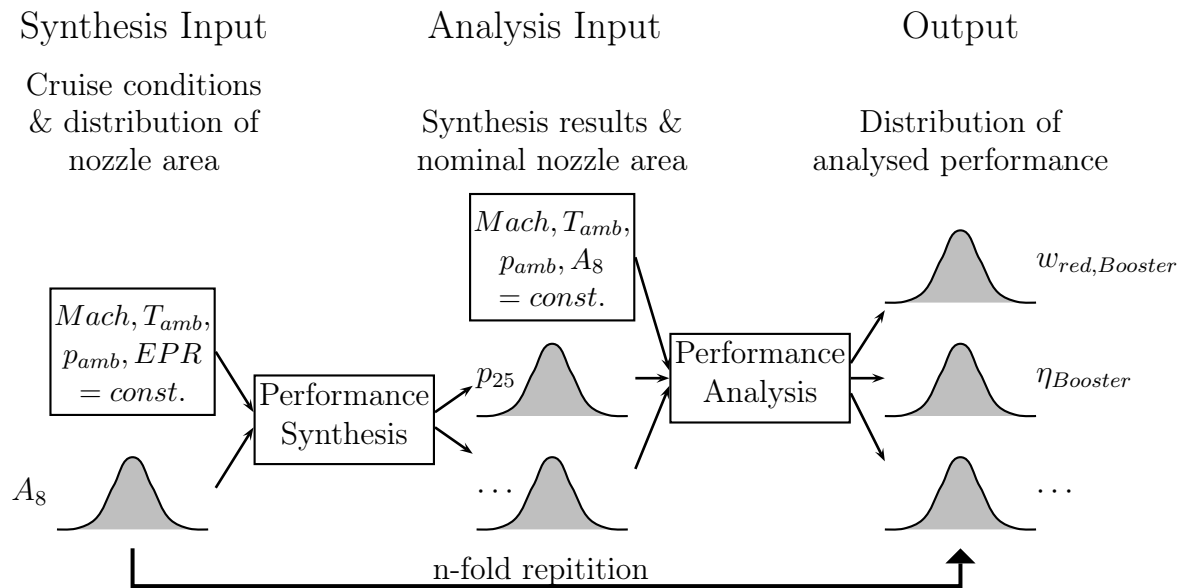 Synthesis Input
Analysis Input
Output
Cruise conditions
& distribution of
nozzle area
Synthesis results &
nominal nozzle area
Distribution of
analysed performance
Mach, T_amb,
p_amb, EPR
= const.
Mach, T_amb,
p_amb, A_8
= const.
A_8
Performance
Synthesis
p_25
...
Performance
Analysis
w_red,Booster
η_Booster
...
n-fold repitition